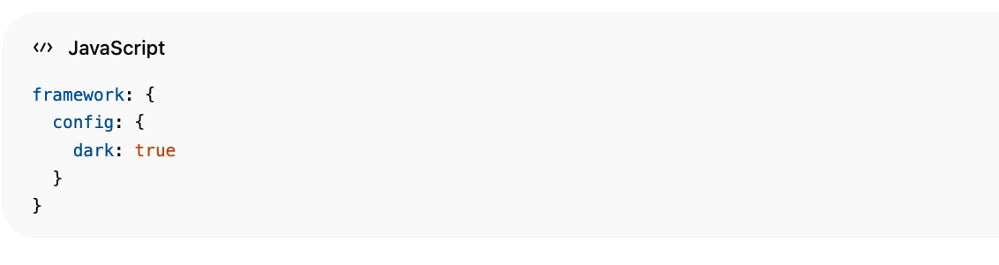 JavaScript
framework: {
  config: {
    dark: true
  }
}